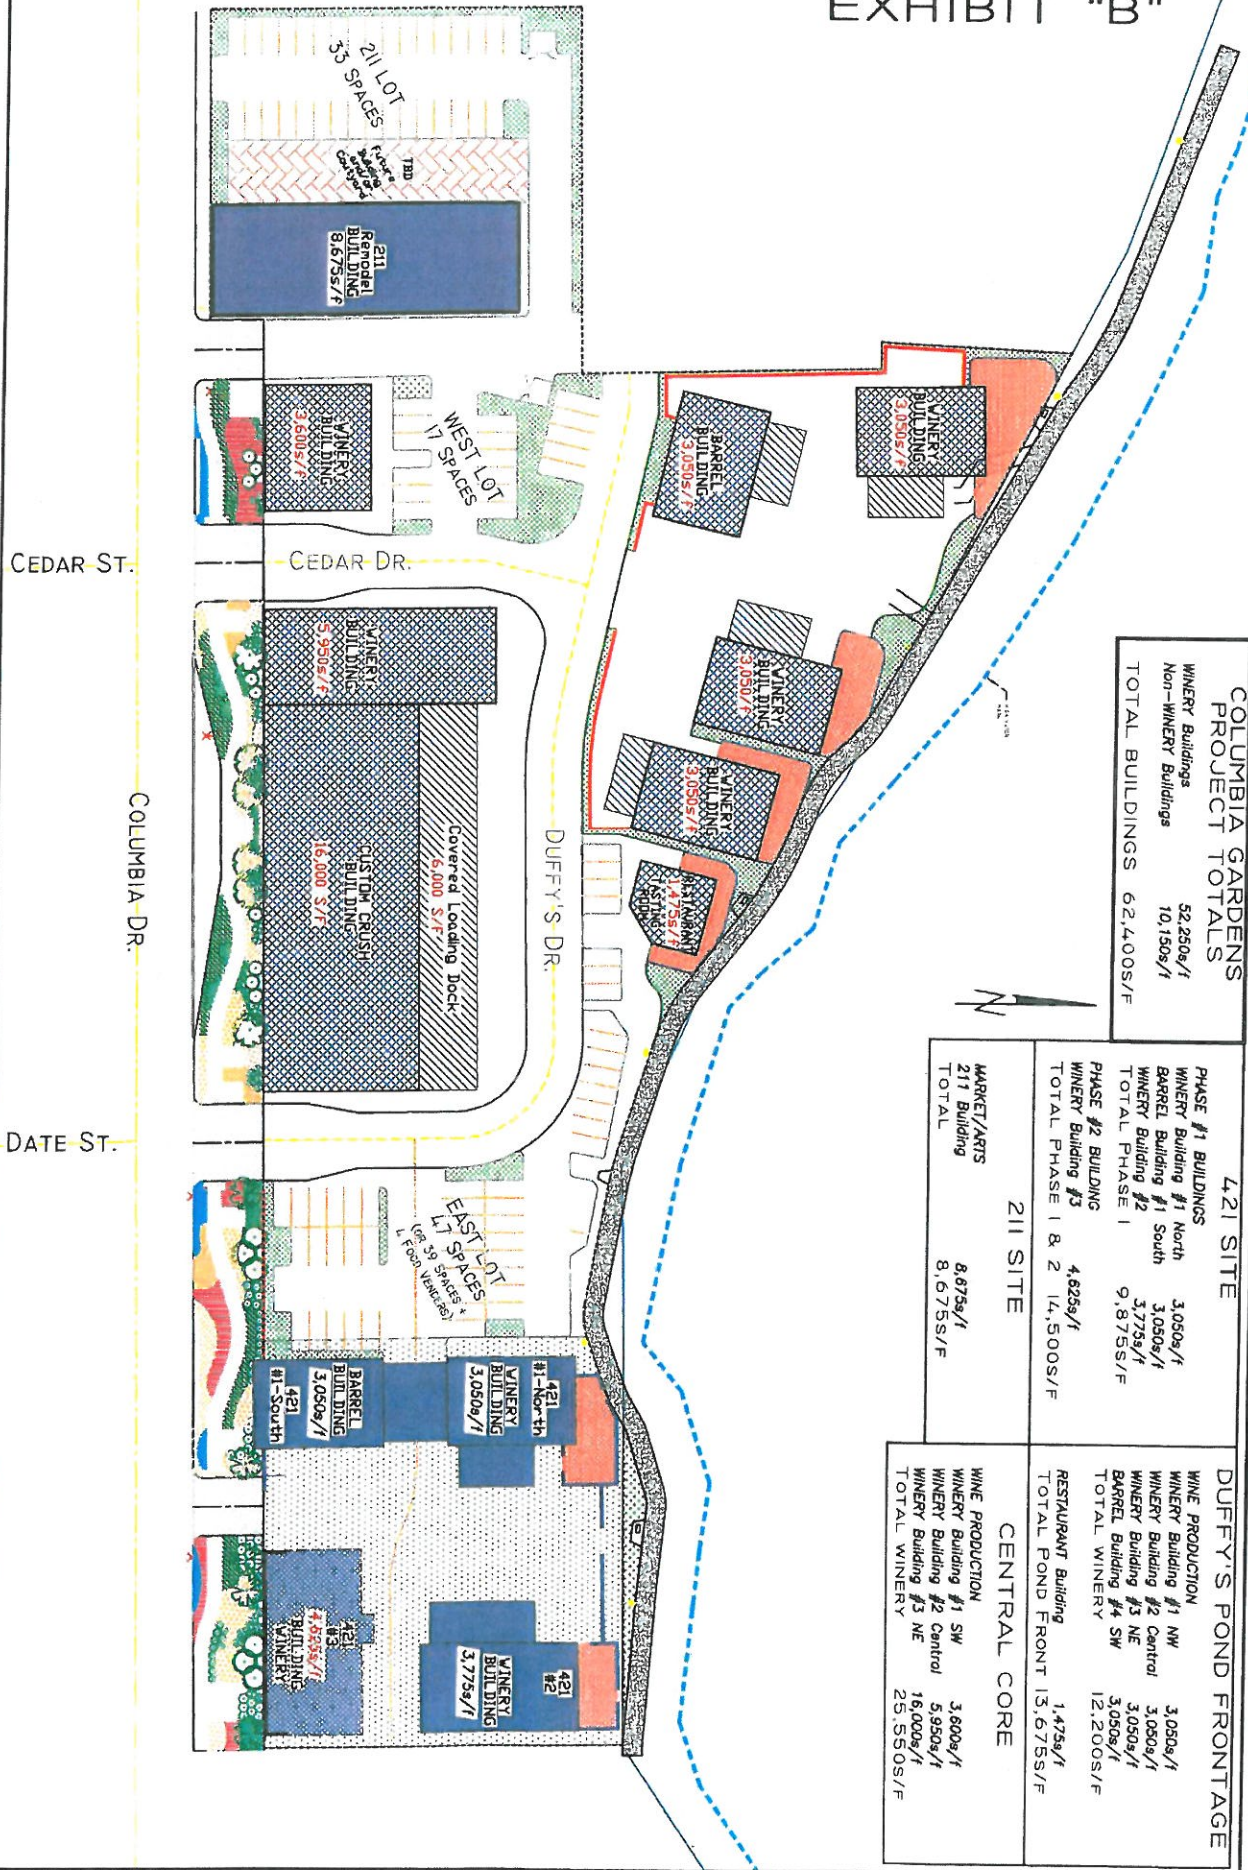 EXHIBIT "B"
COLUMBIA GARDENS
PROJECT TOTALS
WINERY Buildings 52,250s/f
Non-WINERY Buildings 10,150s/f
TOTAL BUILDINGS 62,400S/F
421 SITE
PHASE #1 BUILDINGS
WINERY Building #1 North 3,050s/f
BARREL Building #1 South 3,050s/f
WINERY Building #2 3,775s/f
TOTAL PHASE 1 9,875S/F
PHASE #2 BUILDING
WINERY Building #3 4,625s/f
TOTAL PHASE 1 & 2 14,500S/F
211 SITE
MARKET/ARTS
211 Building 8,675s/f
TOTAL 8,675S/F
DUFFY'S POND FRONTAGE
WINE PRODUCTION
WINERY Building #1 NW 3,050s/f
WINERY Building #2 Central 3,050s/f
WINERY Building #3 NE 3,050s/f
BARREL Building #4 SW 3,050s/f
TOTAL WINERY 12,200S/F
RESTAURANT Building 1,475s/f
TOTAL POND FRONT 13,675S/F
CENTRAL CORE
WINE PRODUCTION
WINERY Building #1 SW 3,600s/f
WINERY Building #2 Central 5,950s/f
WINERY Building #3 NE 16,000s/f
TOTAL WINERY 25,550S/F
211 LOT
33 SPACES
TBD
Future
Building
and/or
Courtyard
211
Remodel
BUILDING
8,675s/f
WINERY
BUILDING
3,600s/f
WEST LOT
17 SPACES
BARREL
BUILDING
3,050s/f
WINERY
BUILDING
3,050s/f
CEDAR ST.
CEDAR DR.
WINERY
BUILDING
5,950s/f
WINERY
BUILDING
3,050/f
WINERY
BUILDING
3,050s/f
RESTAURANT
TASTING
ROOM
1,475s/f
CUSTOM CRUSH
BUILDING
16,000 S/F
Covered Loading Dock
6,000 S/F
DUFFY'S DR.
COLUMBIA DR.
N
DATE ST.
EAST LOT
47 SPACES
(OR 39 SPACES +
4 FOOD VENDERS)
421
#1-South
BARREL
BUILDING
3,050s/f
421
#1-North
WINERY
BUILDING
3,050s/f
421
#3
WINERY
BUILDING
4,625s/f
421
#2
WINERY
BUILDING
3,775s/f